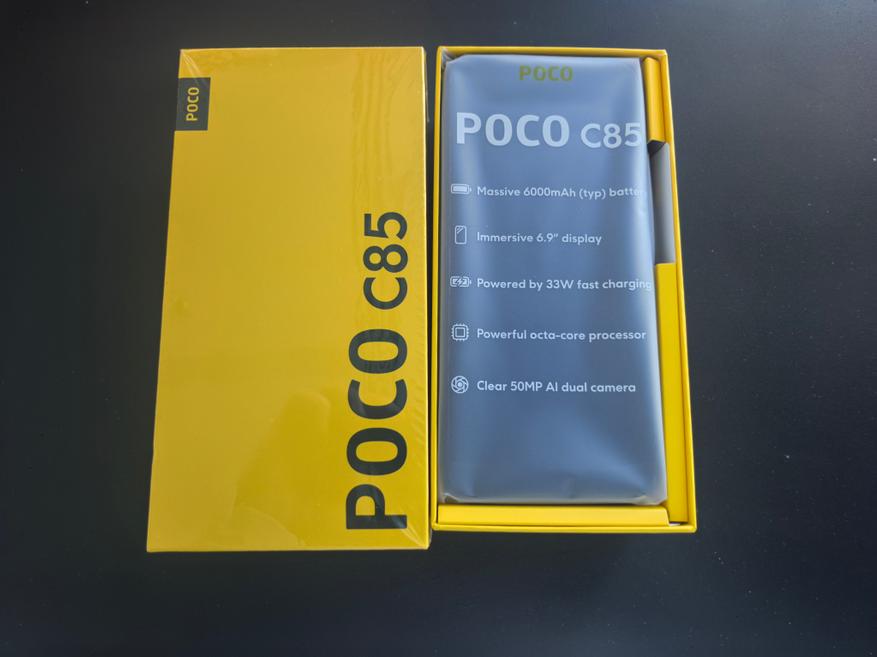 POCO
POCO C85
POCO
POCO C85
Massive 6000mAh (typ) batter
Immersive 6.9" display
Powered by 33W fast charging
Powerful octa-core processor
Clear 50MP AI dual camera